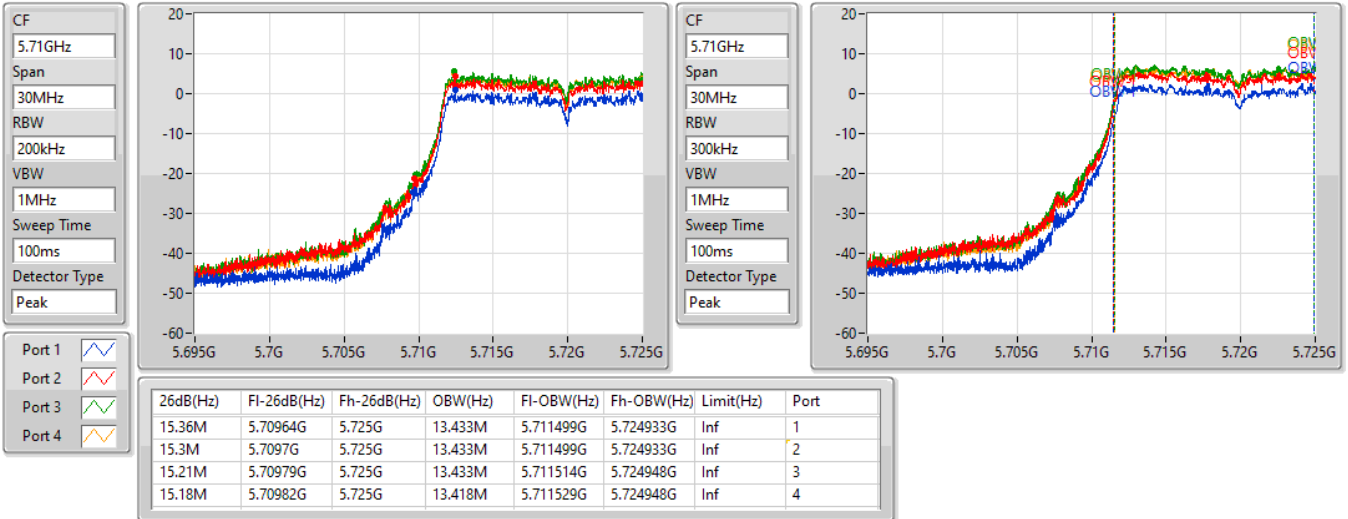 CF
5.71GHz
Span
30MHz
RBW
200kHz
VBW
1MHz
Sweep Time
100ms
Detector Type
Peak
20
10
0
-10
-20
-30
-40
-50
-60
5.695G 5.7G 5.705G 5.71G 5.715G 5.72G 5.725G
CF
5.71GHz
Span
30MHz
RBW
300kHz
VBW
1MHz
Sweep Time
100ms
Detector Type
Peak
20
10
0
-10
-20
-30
-40
-50
-60
5.695G 5.7G 5.705G 5.71G 5.715G 5.72G 5.725G
Port 1
Port 2
Port 3
Port 4
26dB(Hz) Fl-26dB(Hz) Fh-26dB(Hz) OBW(Hz) Fl-OBW(Hz) Fh-OBW(Hz) Limit(Hz) Port
15.36M 5.70964G 5.725G 13.433M 5.711499G 5.724933G Inf 1
15.3M 5.7097G 5.725G 13.433M 5.711499G 5.724933G Inf 2
15.21M 5.70979G 5.725G 13.433M 5.711514G 5.724948G Inf 3
15.18M 5.70982G 5.725G 13.418M 5.711529G 5.724948G Inf 4